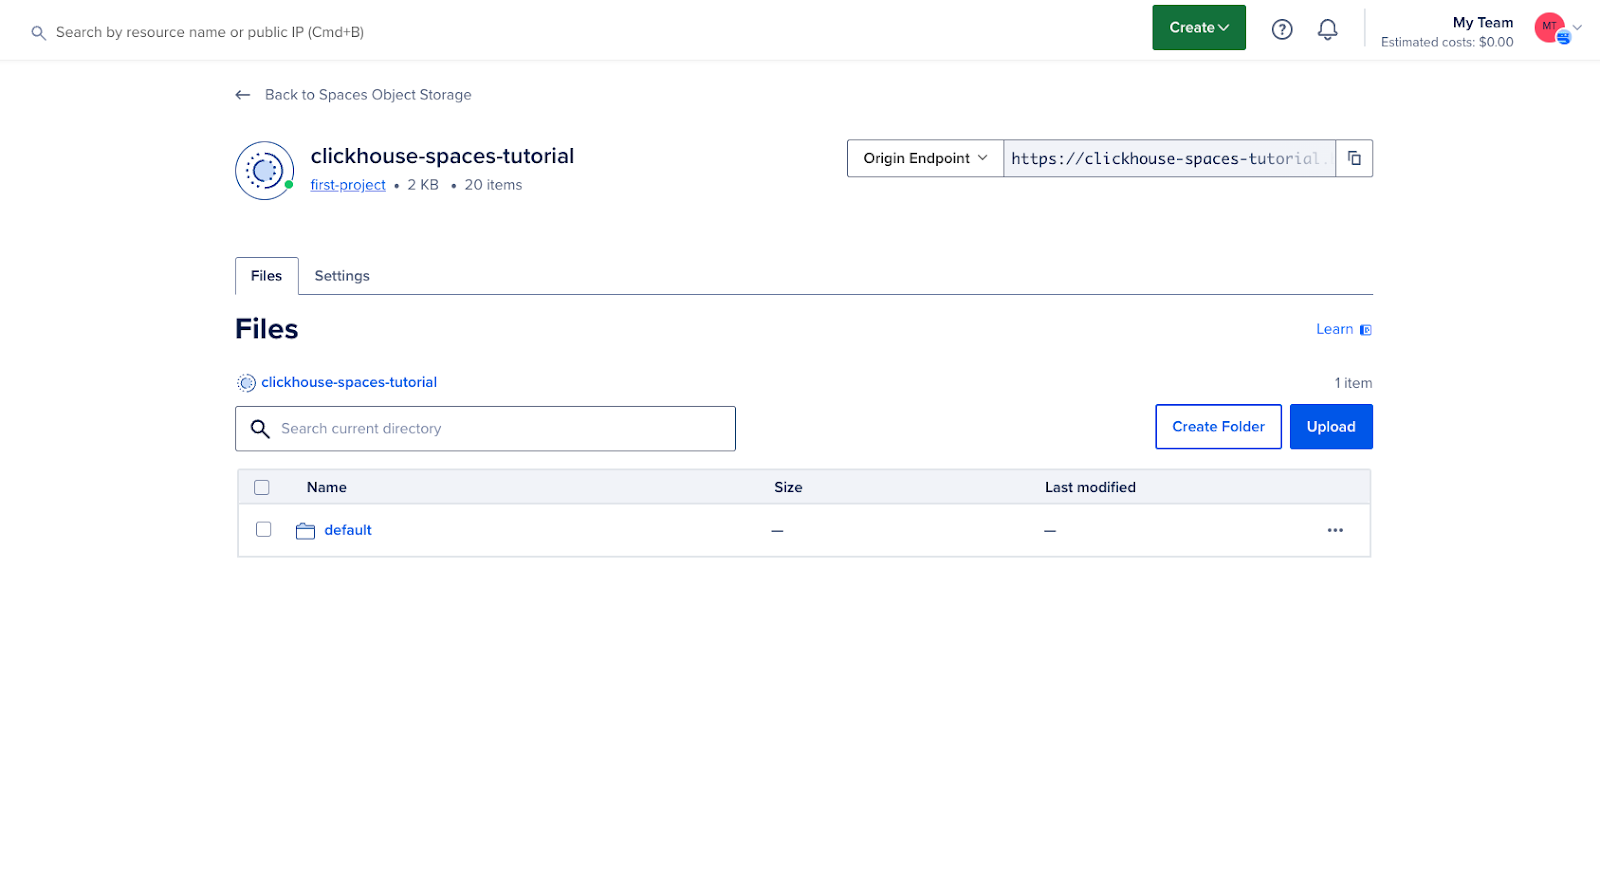 Search by resource name or public IP (Cmd+B)
Create
My Team
Estimated costs: $0.00
MT
Back to Spaces Object Storage
clickhouse-spaces-tutorial
first-project • 2 KB • 20 items
Origin Endpoint
https://clickhouse-spaces-tutorial.
Files
Settings
Files
Learn
clickhouse-spaces-tutorial
1 item
Search current directory
Create Folder
Upload
Name
Size
Last modified
default
—
—